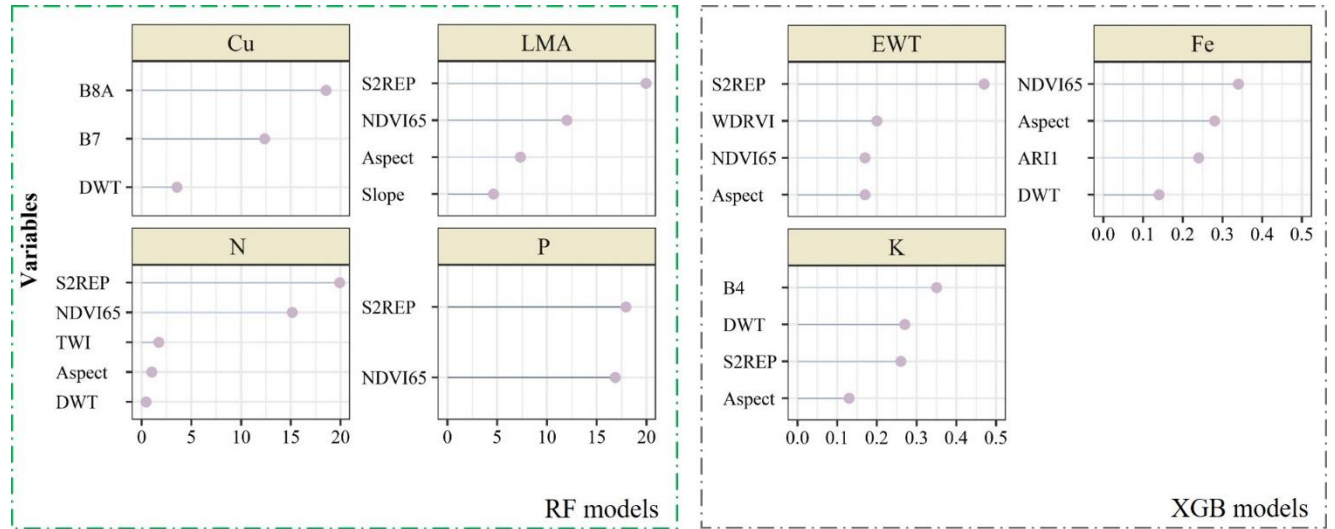 Variables
Cu
B8A
B7
DWT
LMA
S2REP
NDVI65
Aspect
Slope
N
S2REP
NDVI65
TWI
Aspect
DWT
0 5 10 15 20
P
S2REP
NDVI65
0 5 10 15 20
RF models
EWT
S2REP
WDRVI
NDVI65
Aspect
Fe
NDVI65
Aspect
ARI1
DWT
0.0 0.1 0.2 0.3 0.4 0.5
K
B4
DWT
S2REP
Aspect
0.0 0.1 0.2 0.3 0.4 0.5
XGB models